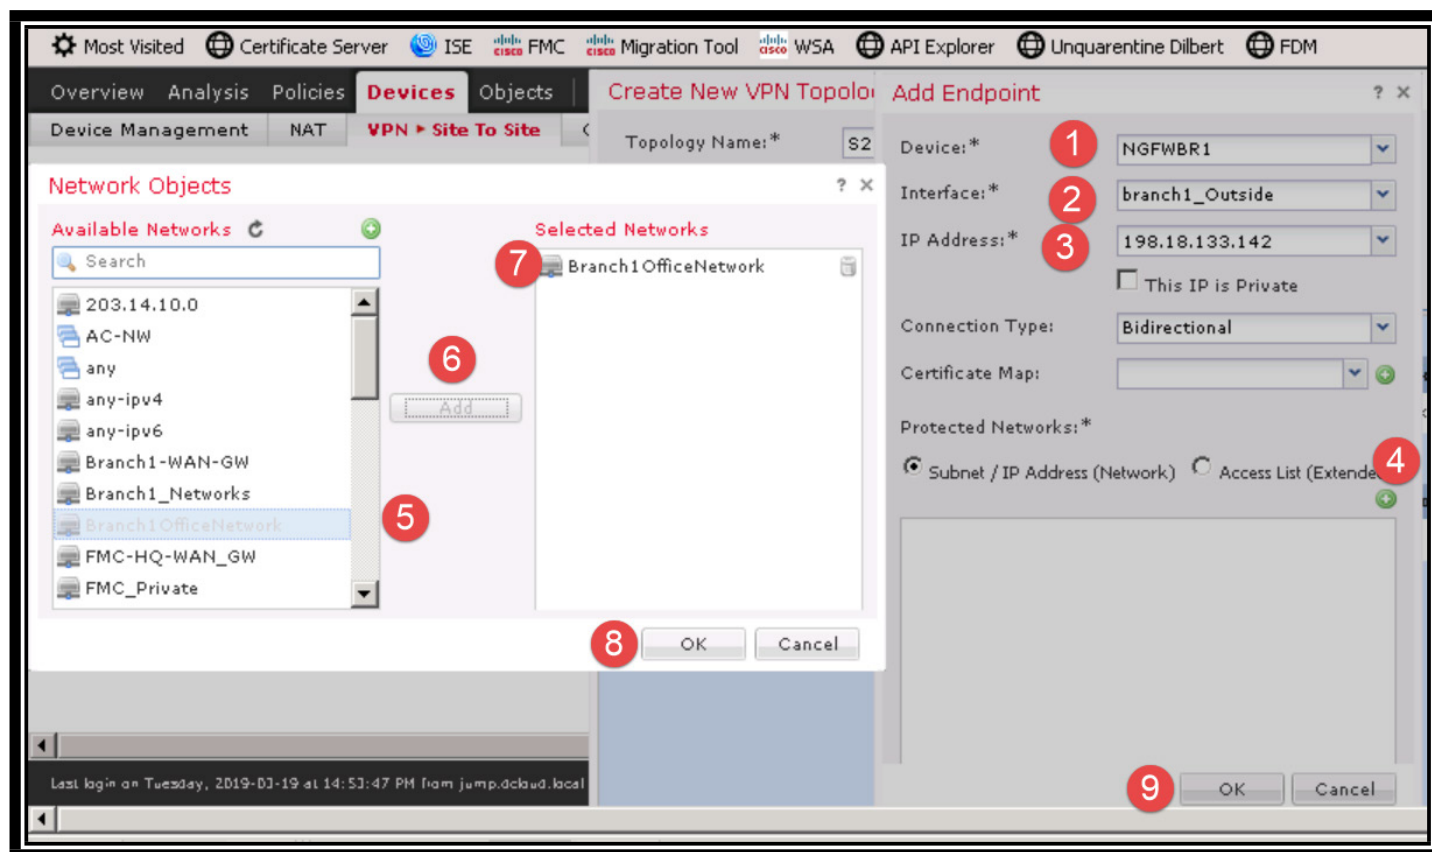 Most Visited Certificate Server ISE cisco FMC cisco Migration Tool cisco WSA API Explorer Unquarentine Dilbert FDM
Overview Analysis Policies Devices Objects
Device Management NAT VPN ▸ Site To Site
Create New VPN Topolo
Topology Name:* S2
Network Objects ? ×
Available Networks
Search
203.14.10.0
AC-NW
any
any-ipv4
any-ipv6
Branch1-WAN-GW
Branch1_Networks
Branch1OfficeNetwork 5
FMC-HQ-WAN_GW
FMC_Private
6
Add
Selected Networks
7 Branch1OfficeNetwork
8 OK Cancel
Add Endpoint ? ×
Device:* 1 NGFWBR1
Interface:* 2 branch1_Outside
IP Address:* 3 198.18.133.142
This IP is Private
Connection Type: Bidirectional
Certificate Map:
Protected Networks:*
Subnet / IP Address (Network) Access List (Extende 4
9 OK Cancel
Last login on Tuesday, 2019-03-19 at 14:53:47 PM from jump.dcloud.local